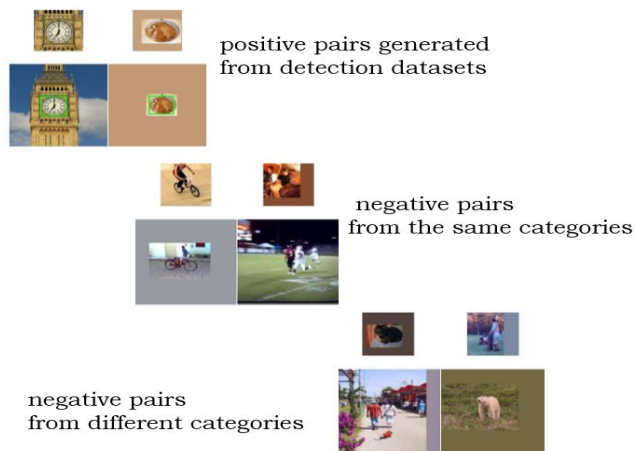 positive pairs generated
from detection datasets
negative pairs
from the same categories
negative pairs
from different categories